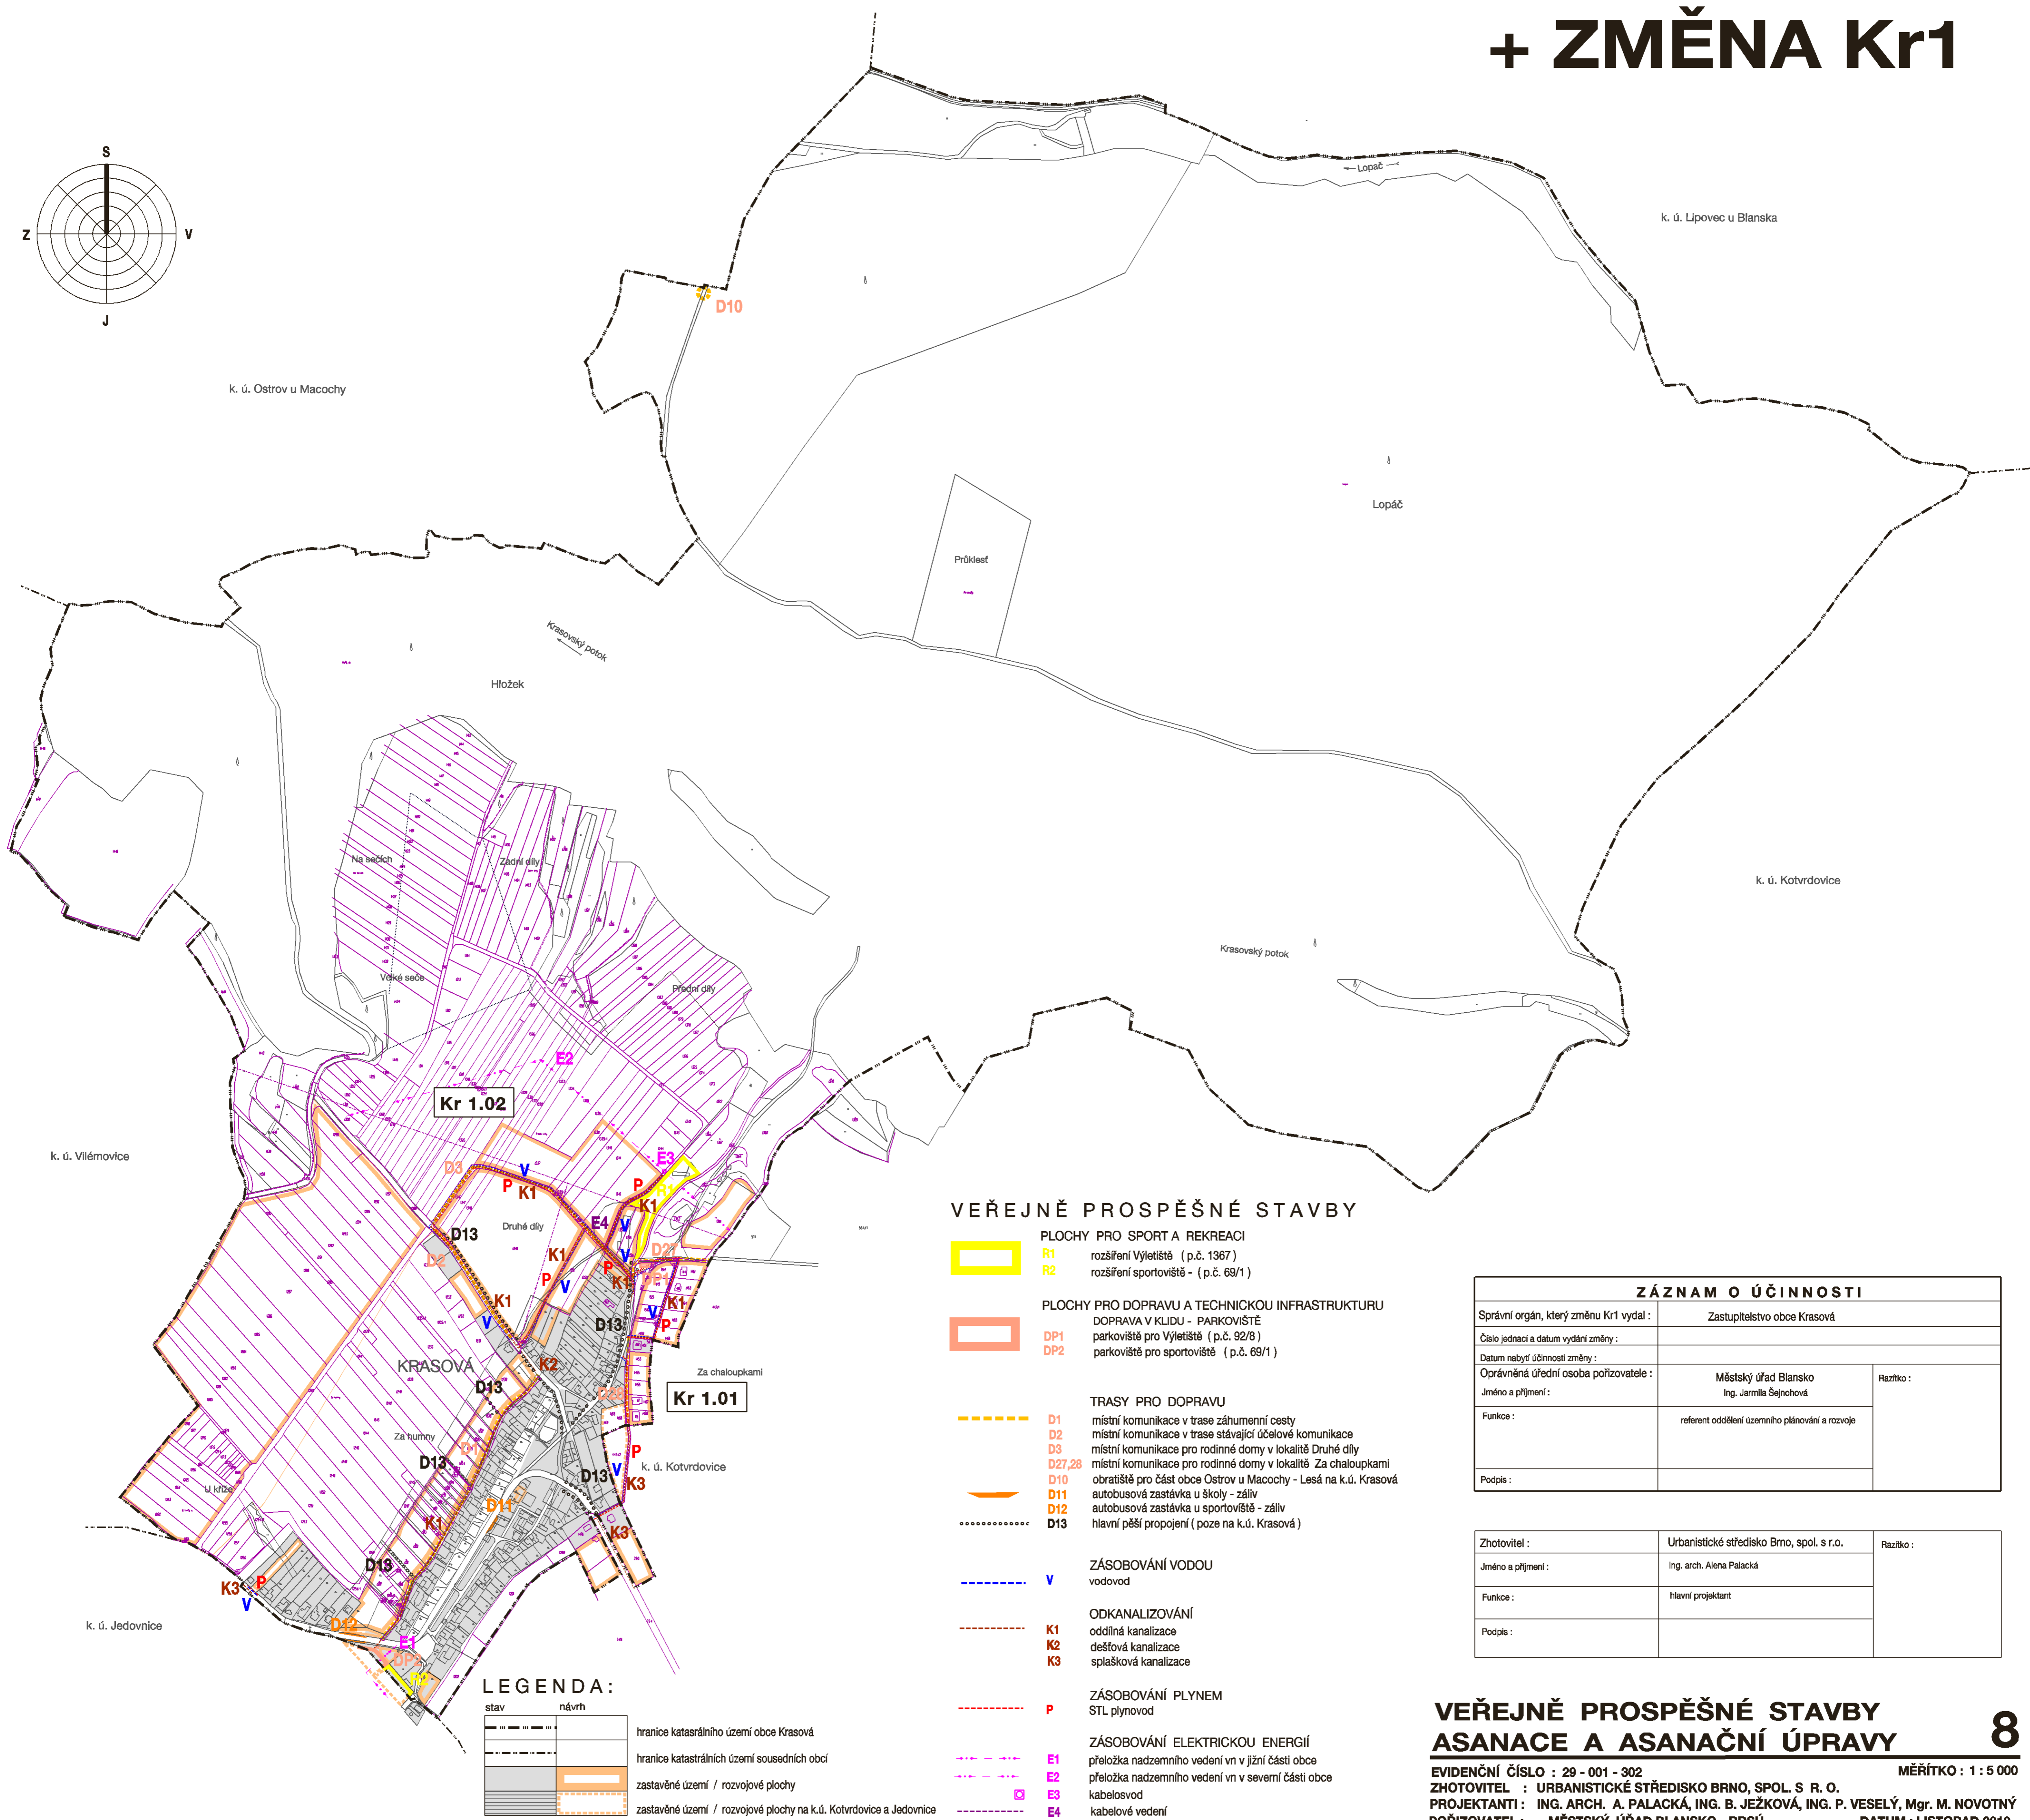 + ZMĚNA Kr1
S
Z
V
J
Lopač
k. ú. Lipovec u Blanska
D10
k. ú. Ostrov u Macochy
Lopáč
Průklesť
Krasovský potok
Hložek
Na sečích
Zadní díly
k. ú. Kotvrdovice
Krasovský potok
Velké seče
Přední díly
E2
Kr 1.02
k. ú. Vilémovice
D3
V
P
K1
E3
P
R1
K1
Druhé díly
E4
V
D13
D2
K1
V
D27
P
K1
DP1
P
V
K1
V
K1
V
P
D13
KRASOVÁ
K2
Za chaloupkami
D13
D28
Kr 1.01
Za humny
D1
D13
P
k. ú. Kotvrdovice
V
D13
K3
U kříže
D11
K1
K3
D13
P
K3
V
D12
k. ú. Jedovnice
E1
DP2
R2
VEŘEJNĚ PROSPĚŠNÉ STAVBY
PLOCHY PRO SPORT A REKREACI
R1 rozšíření Výletiště ( p.č. 1367 )
R2 rozšíření sportoviště - ( p.č. 69/1 )
PLOCHY PRO DOPRAVU A TECHNICKOU INFRASTRUKTURU
DOPRAVA V KLIDU - PARKOVIŠTĚ
DP1 parkoviště pro Výletiště ( p.č. 92/8 )
DP2 parkoviště pro sportoviště ( p.č. 69/1 )
TRASY PRO DOPRAVU
D1 místní komunikace v trase záhumenní cesty
D2 místní komunikace v trase stávající účelové komunikace
D3 místní komunikace pro rodinné domy v lokalitě Druhé díly
D27,28 místní komunikace pro rodinné domy v lokalitě Za chaloupkami
D10 obratiště pro část obce Ostrov u Macochy - Lesá na k.ú. Krasová
D11 autobusová zastávka u školy - záliv
D12 autobusová zastávka u sportovíště - záliv
D13 hlavní pěší propojení ( poze na k.ú. Krasová )
ZÁSOBOVÁNÍ VODOU
V vodovod
ODKANALIZOVÁNÍ
K1 oddílná kanalizace
K2 dešťová kanalizace
K3 splašková kanalizace
ZÁSOBOVÁNÍ PLYNEM
P STL plynovod
ZÁSOBOVÁNÍ ELEKTRICKOU ENERGIÍ
E1 přeložka nadzemního vedení vn v jižní části obce
E2 přeložka nadzemního vedení vn v severní části obce
E3 kabelosvod
E4 kabelové vedení
LEGENDA:
stav návrh
hranice katasrálního území obce Krasová
hranice katastrálních území sousedních obcí
zastavěné území / rozvojové plochy
zastavěné území / rozvojové plochy na k.ú. Kotvrdovice a Jedovnice
ZÁZNAM O ÚČINNOSTI
Správní orgán, který změnu Kr1 vydal : Zastupitelstvo obce Krasová
Číslo jednací a datum vydání změny :
Datum nabytí účinnosti změny :
Oprávněná úřední osoba pořizovatele : Městský úřad Blansko Razítko :
Jméno a příjmení : Ing. Jarmila Šejnohová
Funkce : referent oddělení územního plánování a rozvoje
Podpis :
Zhotovitel : Urbanistické středisko Brno, spol. s r.o. Razítko :
Jméno a příjmení : Ing. arch. Alena Palacká
Funkce : hlavní projektant
Podpis :
VEŘEJNĚ PROSPĚŠNÉ STAVBY
ASANACE A ASANAČNÍ ÚPRAVY 8
EVIDENČNÍ ČÍSLO : 29 - 001 - 302 MĚŘÍTKO : 1 : 5 000
ZHOTOVITEL : URBANISTICKÉ STŘEDISKO BRNO, SPOL. S R. O.
PROJEKTANTI : ING. ARCH. A. PALACKÁ, ING. B. JEŽKOVÁ, ING. P. VESELÝ, Mgr. M. NOVOTNÝ